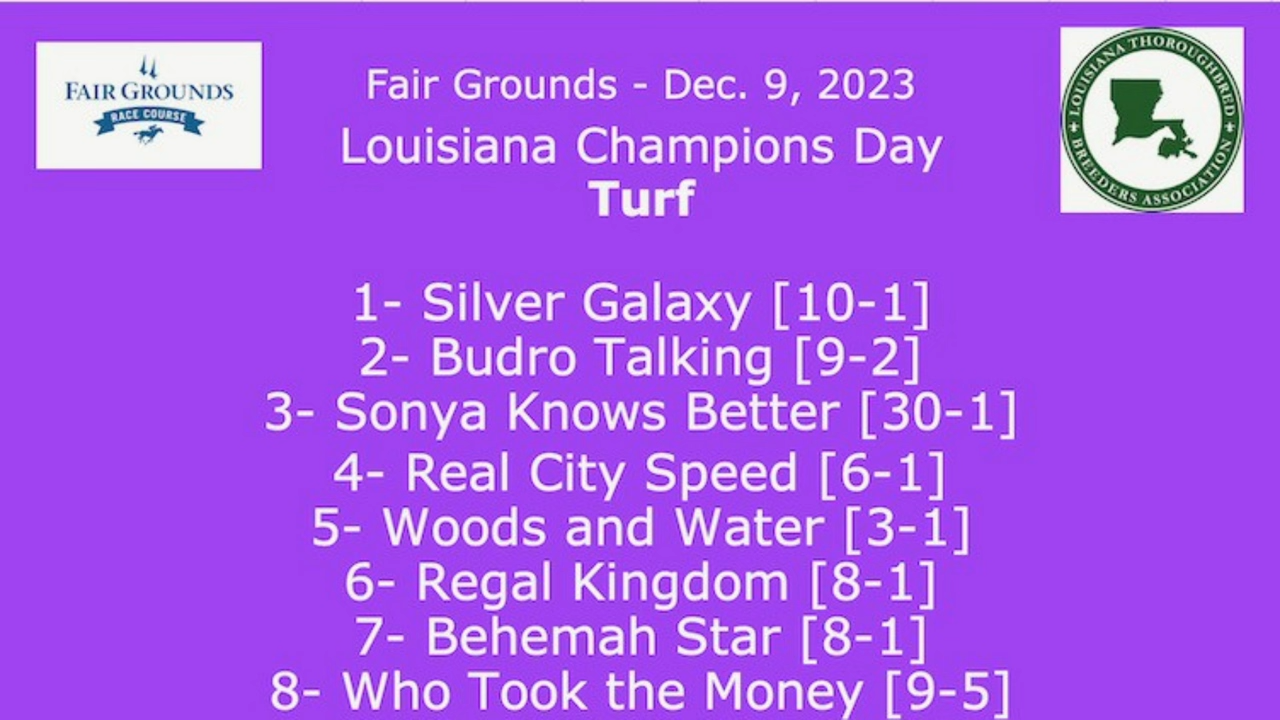 FAIR GROUNDS
RACE COURSE
Fair Grounds - Dec. 9, 2023
Louisiana Champions Day
Turf
LOUISIANA THOROUGHBRED
BREEDERS ASSOCIATION
1- Silver Galaxy [10-1]
2- Budro Talking [9-2]
3- Sonya Knows Better [30-1]
4- Real City Speed [6-1]
5- Woods and Water [3-1]
6- Regal Kingdom [8-1]
7- Behemah Star [8-1]
8- Who Took the Money [9-5]